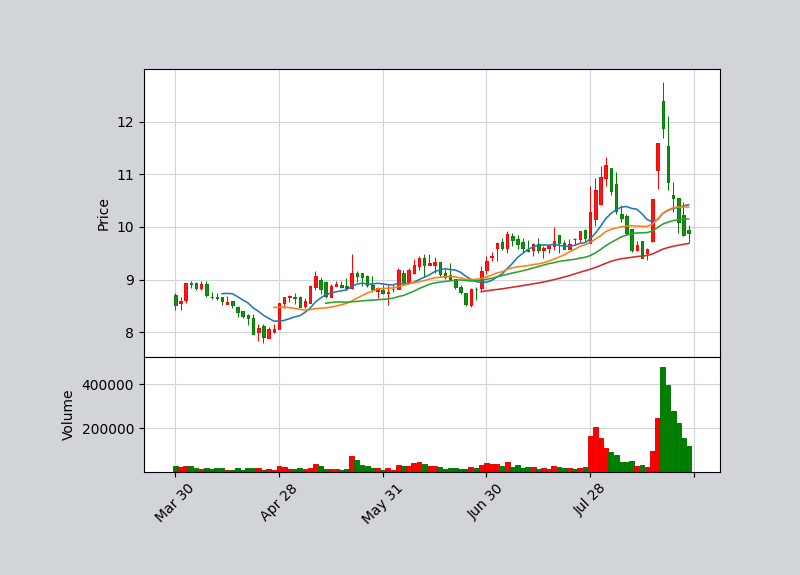 12
11
10
9
8
Price
400000
200000
Volume
Mar 30
Apr 28
May 31
Jun 30
Jul 28